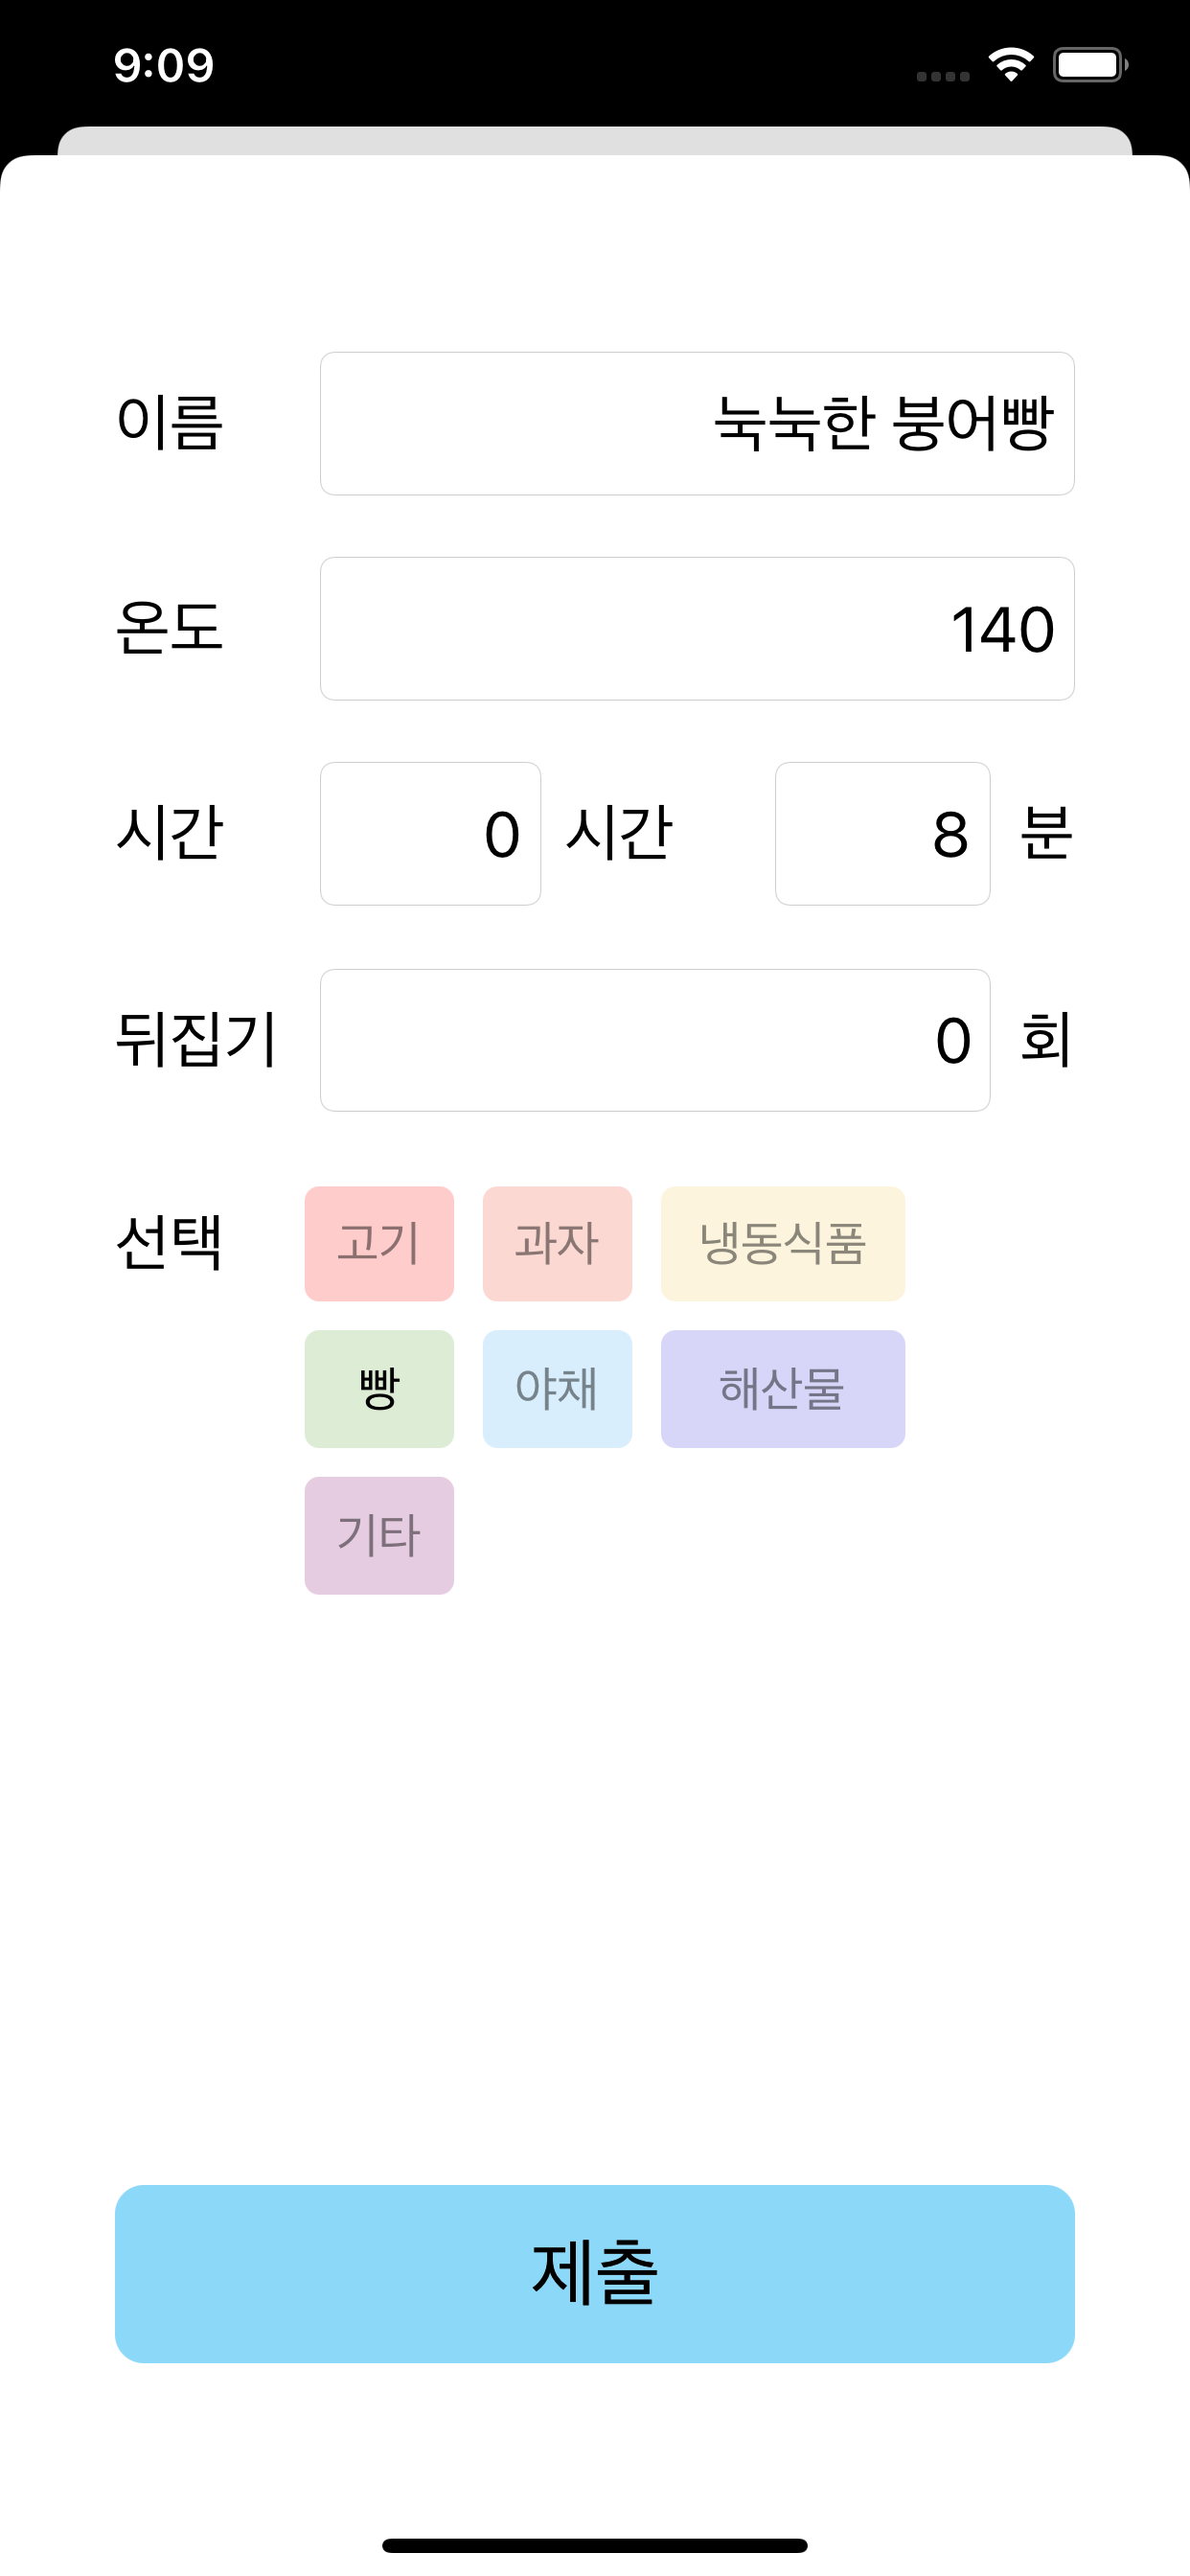 9:09
이름 눅눅한 붕어빵
온도 140
시간 0 시간 8 분
뒤집기 0 회
선택 고기 과자 냉동식품
빵 야채 해산물
기타
제출